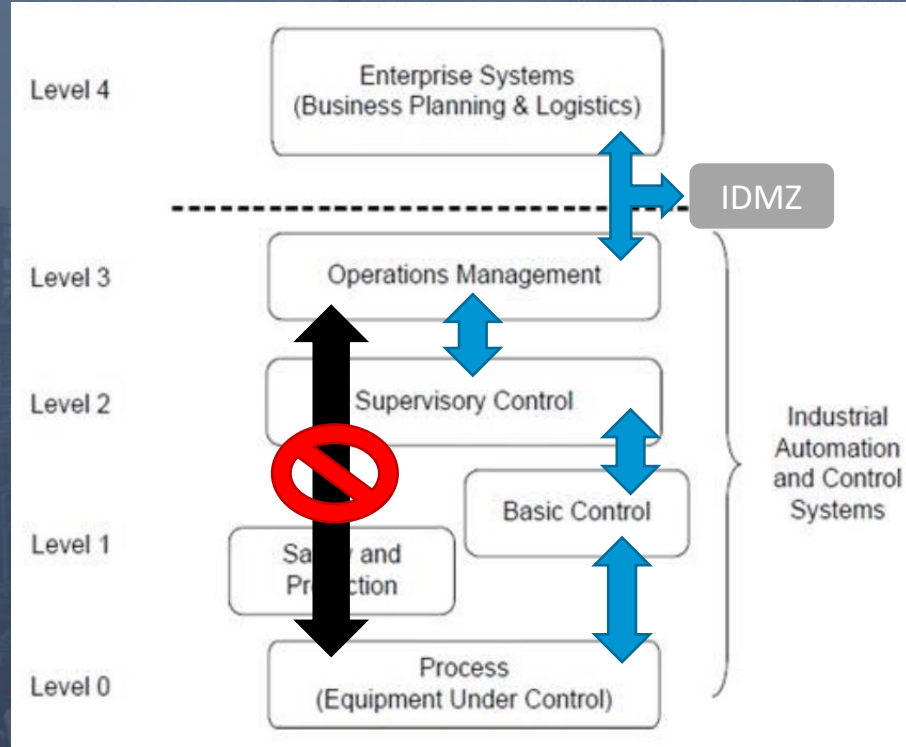 Level 4
Enterprise Systems
(Business Planning & Logistics)
IDMZ
Level 3
Operations Management
Level 2
Supervisory Control
Industrial
Automation
and Control
Systems
Level 1
Basic Control
and
Level 0
Process
(Equipment Under Control)